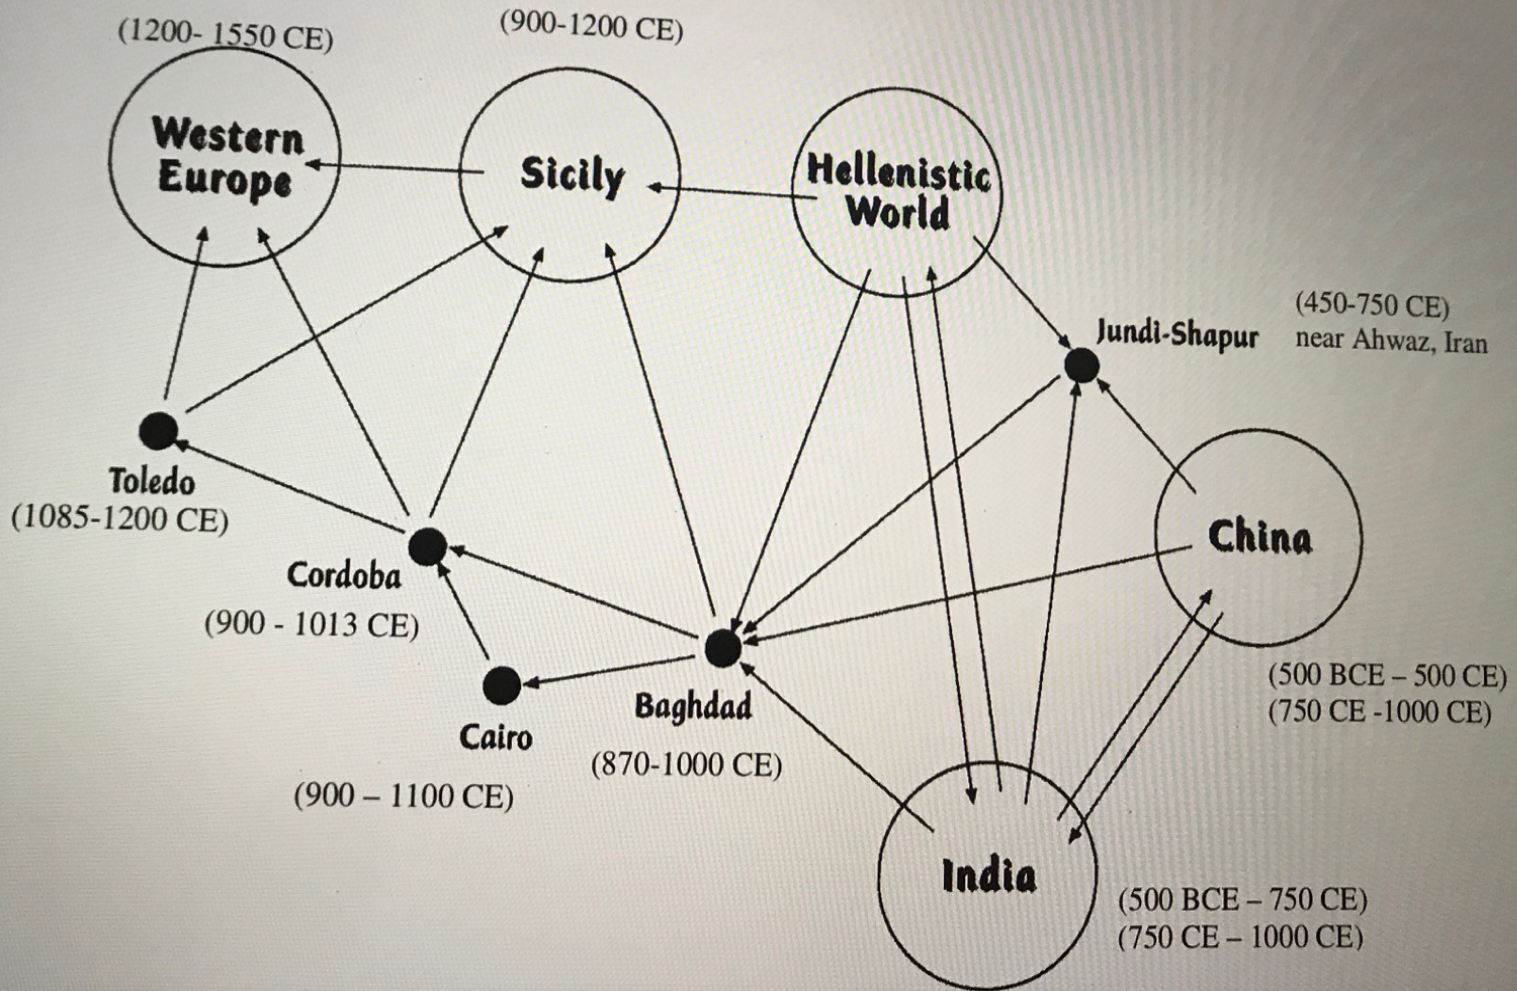 (1200- 1550 CE)
(900-1200 CE)
Western
Europe
Sicily
Hellenistic
World
Jundi-Shapur
(450-750 CE)
near Ahwaz, Iran
Toledo
(1085-1200 CE)
China
(500 BCE – 500 CE)
(750 CE -1000 CE)
Cordoba
(900 - 1013 CE)
Baghdad
(870-1000 CE)
Cairo
(900 – 1100 CE)
India
(500 BCE – 750 CE)
(750 CE – 1000 CE)